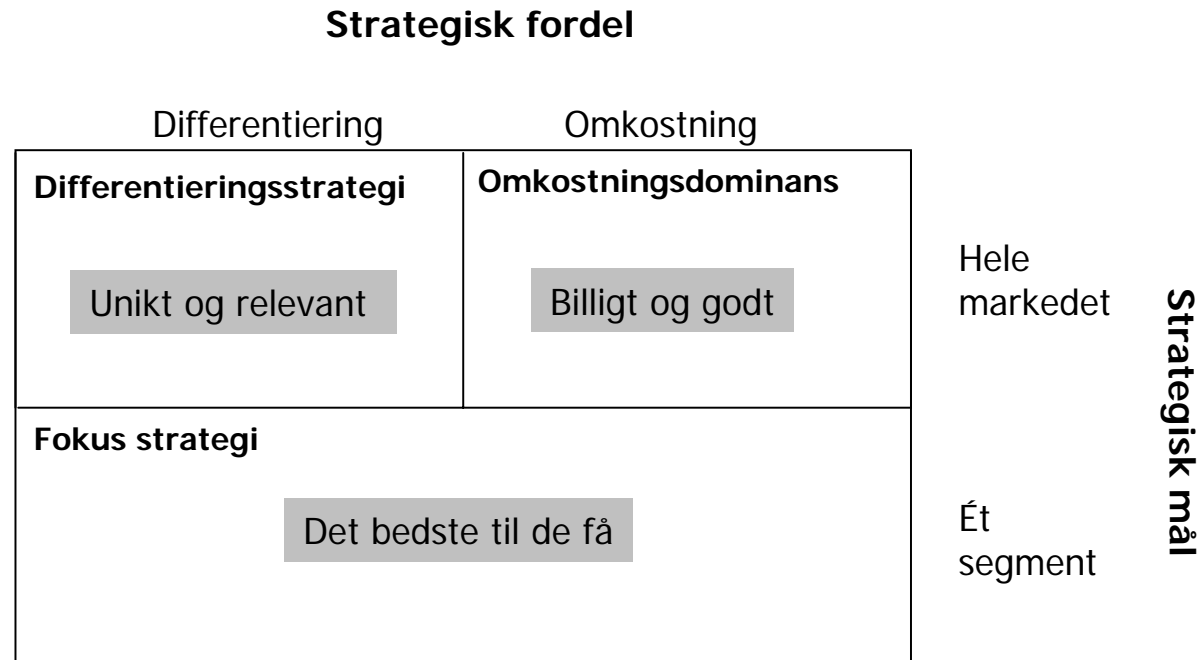 Strategisk fordel
Differentiering
Omkostning
Differentieringsstrategi
Omkostningsdominans
Unikt og relevant
Billigt og godt
Hele
markedet
Fokus strategi
Det bedste til de få
Ét
segment
Strategisk mål